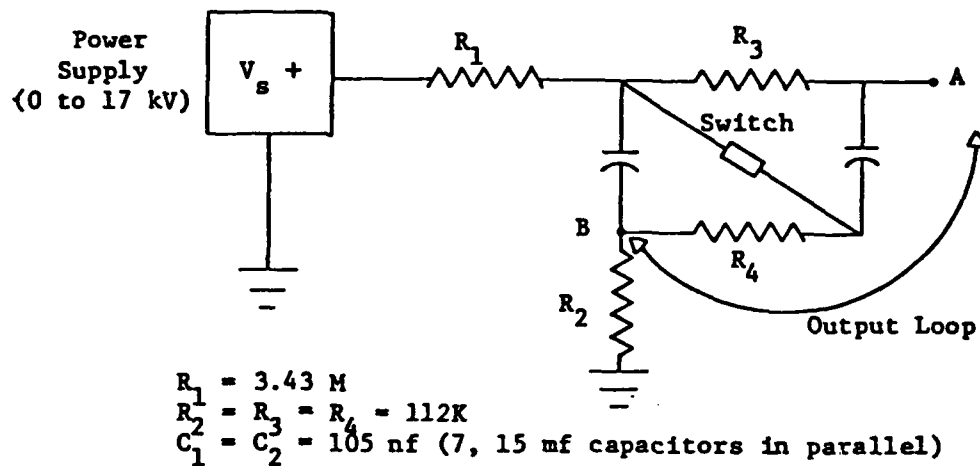 Power
Supply
(0 to 17 kV)
V_s +
R_1
R_3
A
Switch
B
R_4
R_2
Output Loop
R_1 = 3.43 M
R_2 = R_3 = R_4 = 112K
C_1 = C_2 = 105 nf (7, 15 mf capacitors in parallel)